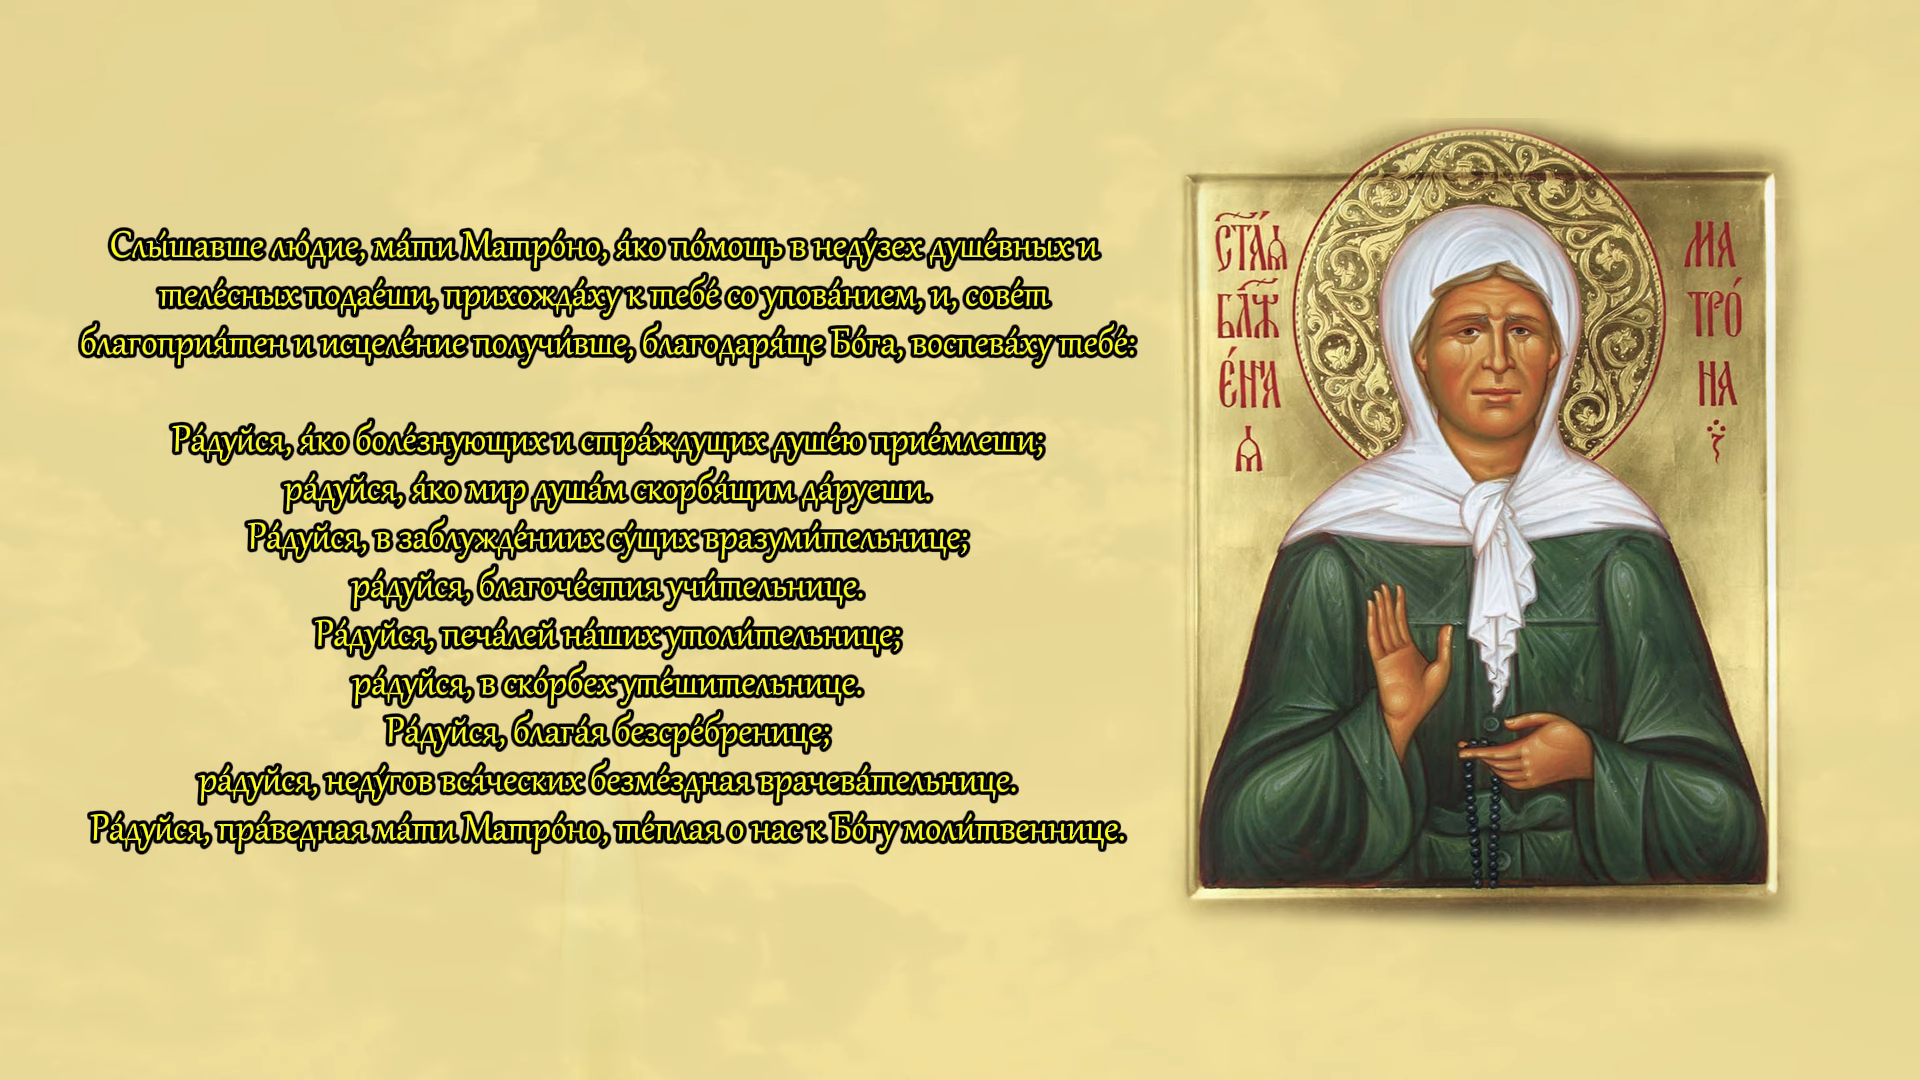 Слы́шавше лю́дие, ма́ти Матро́но, я́ко по́мощь в неду́зех душе́вных и
теле́сных подае́ши, прихожда́ху к тебе́ со упова́нием, и, сове́т
благоприя́тен и исцеле́ние получи́вше, благодаря́ще Бо́га, воспева́ху тебе́:
Ра́дуйся, я́ко боле́знующих и стра́ждущих душе́ю прие́млеши;
ра́дуйся, я́ко мир душа́м скорбя́щим да́руеши.
Ра́дуйся, в заблужде́ниих су́щих вразуми́тельнице;
ра́дуйся, благоче́стия учи́тельнице.
Ра́дуйся, печа́лей на́ших утоли́тельнице;
ра́дуйся, в ско́рбех уте́шительнице.
Ра́дуйся, блага́я безсре́бренице;
ра́дуйся, неду́гов вся́ческих безме́здная врачева́тельнице.
Ра́дуйся, пра́ведная ма́ти Матро́но, те́плая о нас к Бо́гу моли́твеннице.
СТА́Ѧ
БЛ҃Ж
Е́ННА
Ѧ
МА
ТРО́
НА